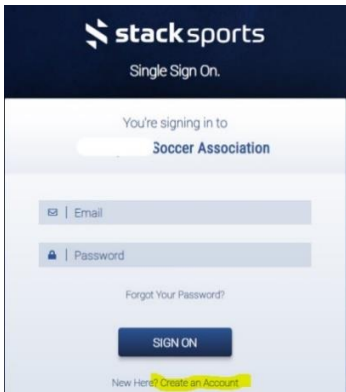 stacksports
Single Sign On.
You're signing in to
Soccer Association
Email
Password
Forgot Your Password?
SIGN ON
New Here? Create an Account